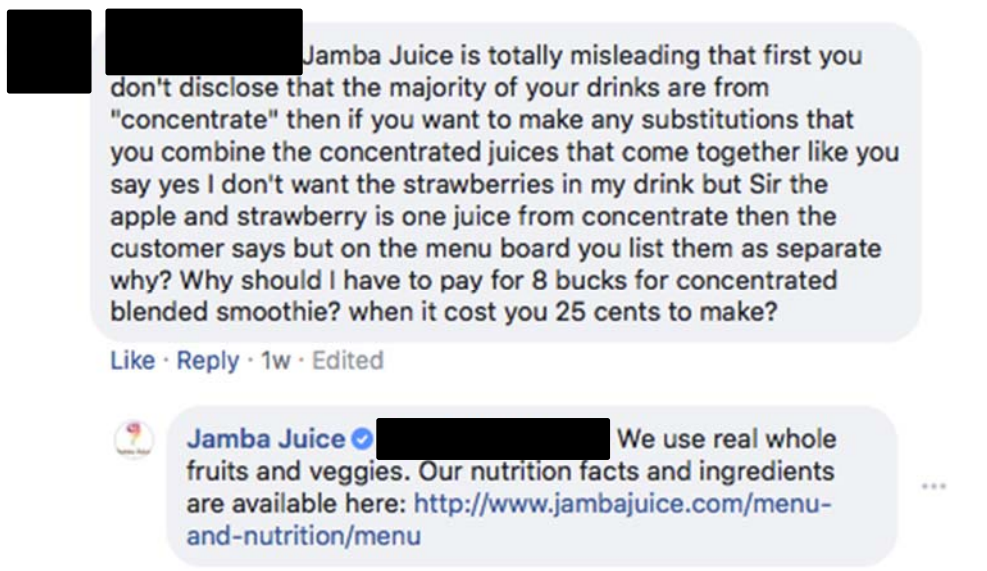 Jamba Juice is totally misleading that first you
don't disclose that the majority of your drinks are from
"concentrate" then if you want to make any substitutions that
you combine the concentrated juices that come together like you
say yes I don't want the strawberries in my drink but Sir the
apple and strawberry is one juice from concentrate then the
customer says but on the menu board you list them as separate
why? Why should I have to pay for 8 bucks for concentrated
blended smoothie? when it cost you 25 cents to make?
Like · Reply · 1w · Edited
Jamba Juice We use real whole
fruits and veggies. Our nutrition facts and ingredients
are available here: http://www.jambajuice.com/menu-
and-nutrition/menu